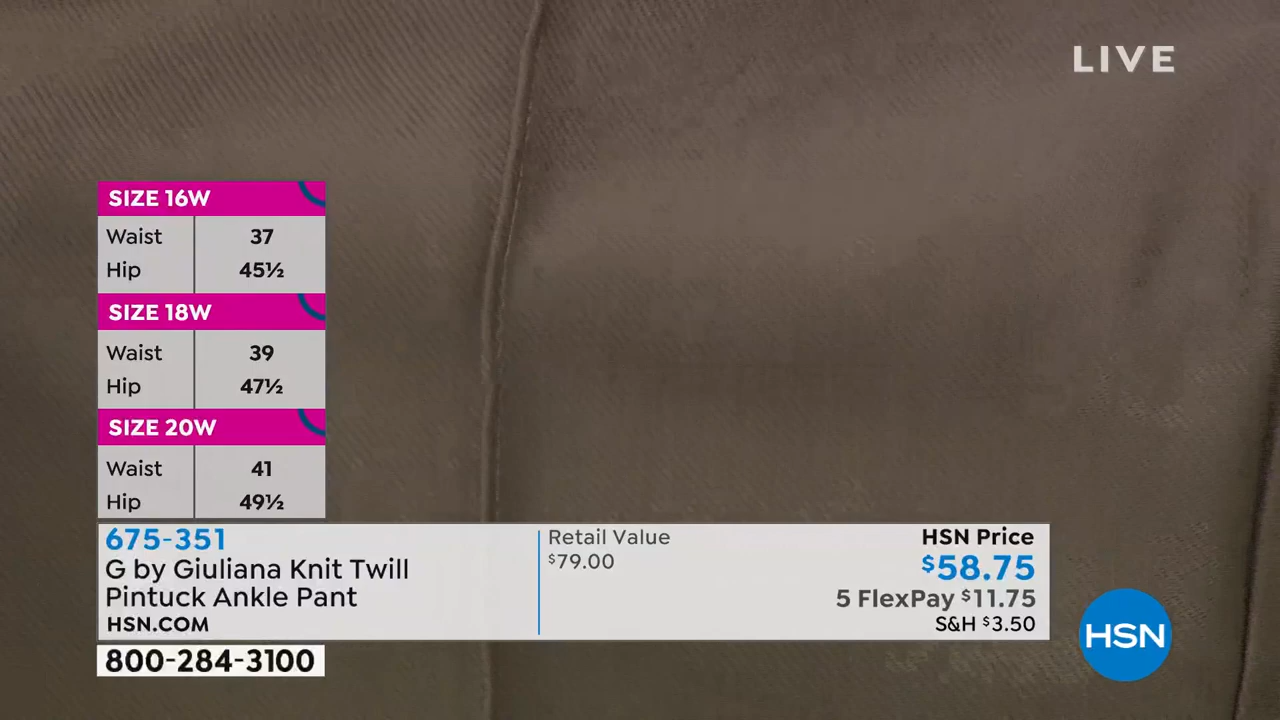 LIVE
SIZE 16W
Waist 37
Hip 45½
SIZE 18W
Waist 39
Hip 47½
SIZE 20W
Waist 41
Hip 49½
675-351
G by Giuliana Knit Twill
Pintuck Ankle Pant
HSN.COM
Retail Value
$79.00
HSN Price
$58.75
5 FlexPay $11.75
S&H $3.50
800-284-3100
HSN